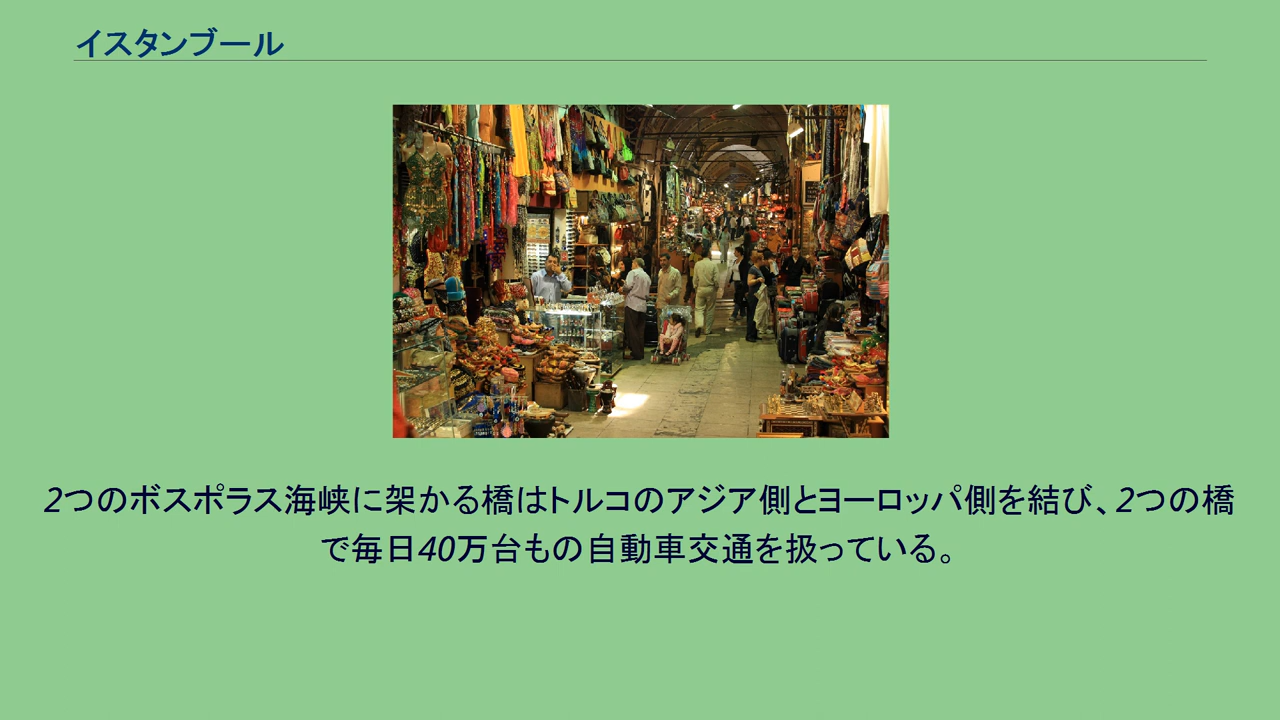 イスタンブール
2つのボスポラス海峡に架かる橋はトルコのアジア側とヨーロッパ側を結び、2つの橋
で毎日40万台もの自動車交通を扱っている。